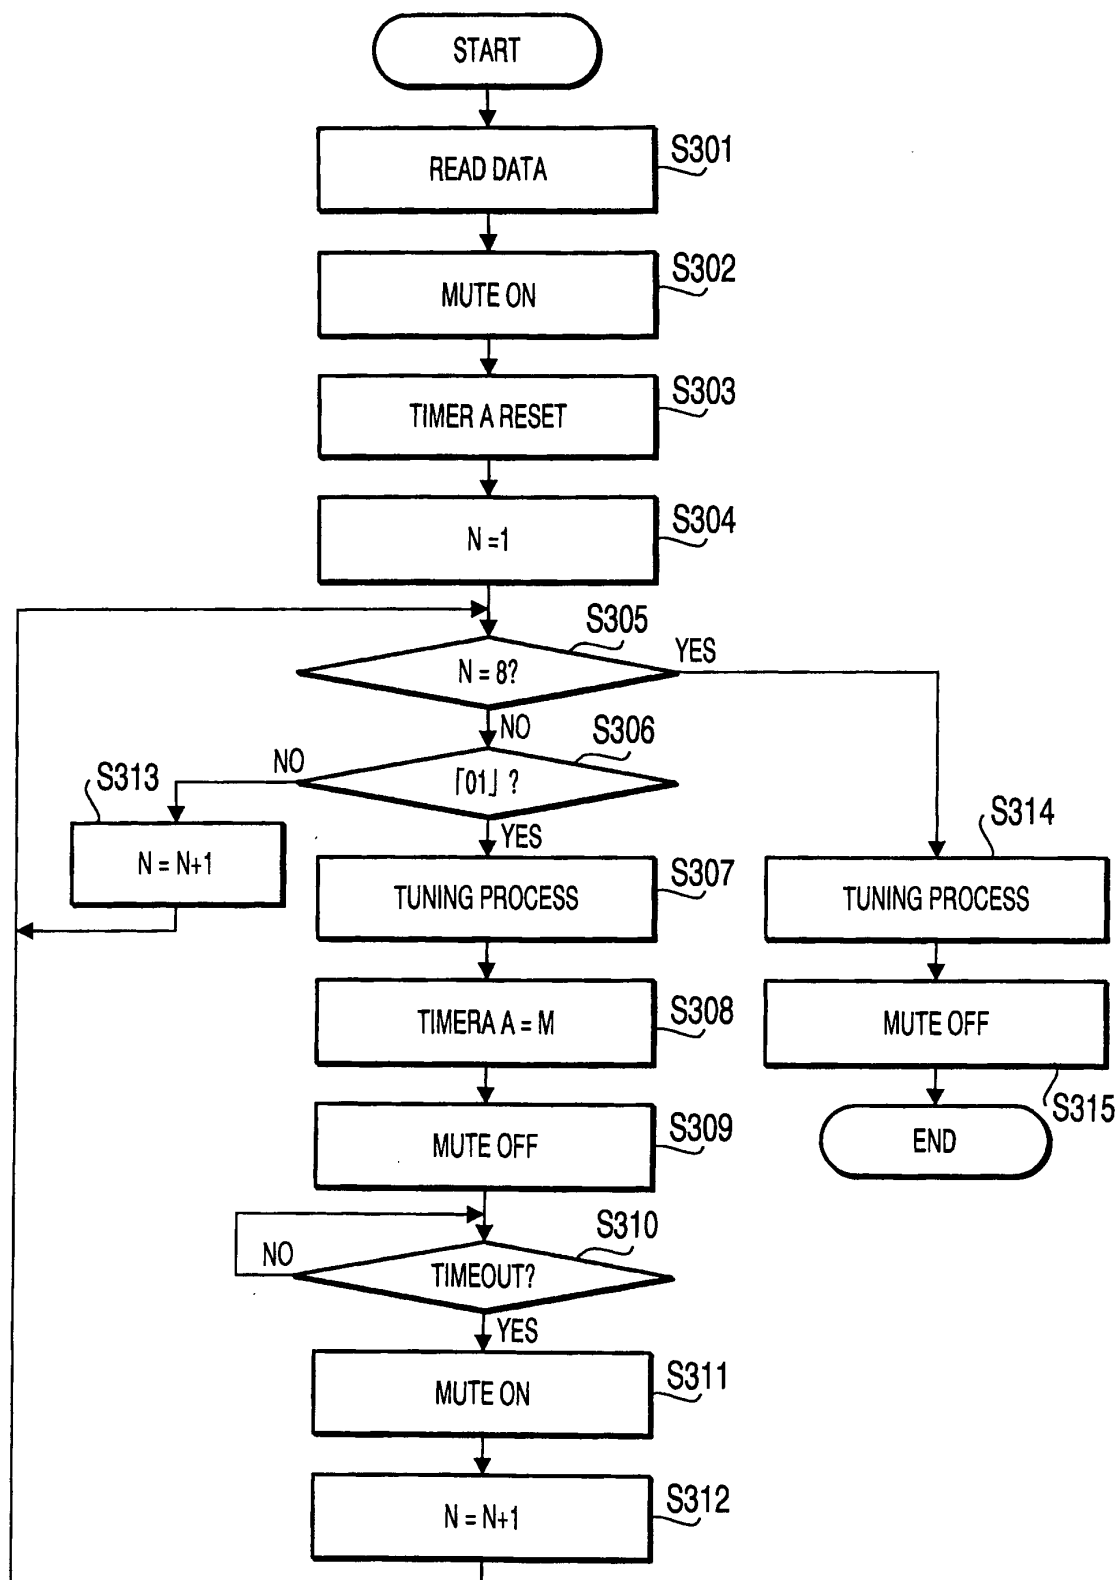 START
READ DATA
S301
MUTE ON
S302
TIMER A RESET
S303
N =1
S304
S305
N = 8?
YES
NO
S306
「01」 ?
NO
YES
S313
N = N+1
TUNING PROCESS
S307
S314
TUNING PROCESS
TIMERA A = M
S308
MUTE OFF
S315
MUTE OFF
S309
END
S310
TIMEOUT?
NO
YES
MUTE ON
S311
N = N+1
S312